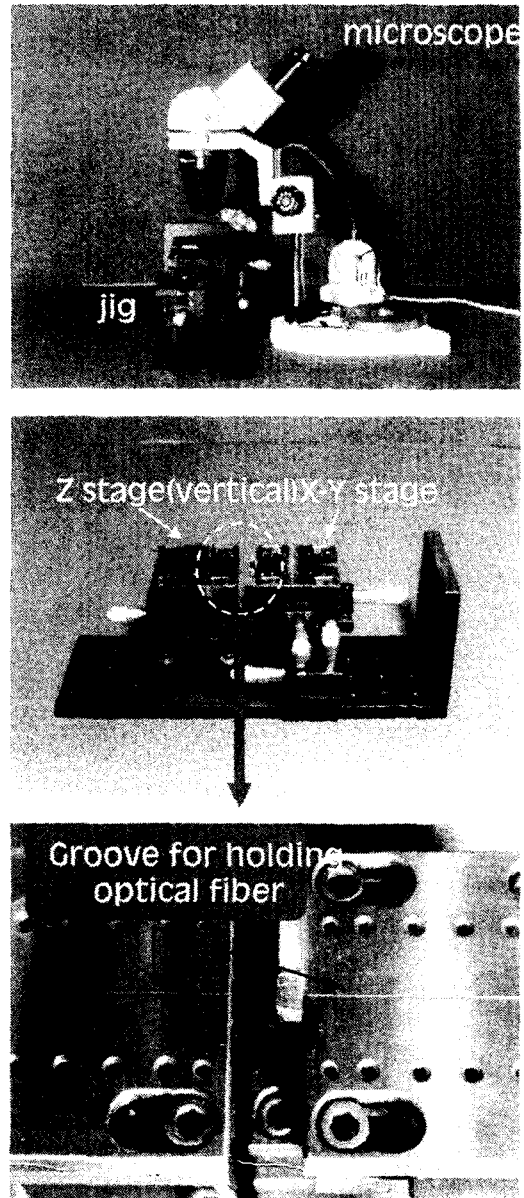 microscope
jig
Z stage(vertical)X-Y stage
Groove for holding
optical fiber